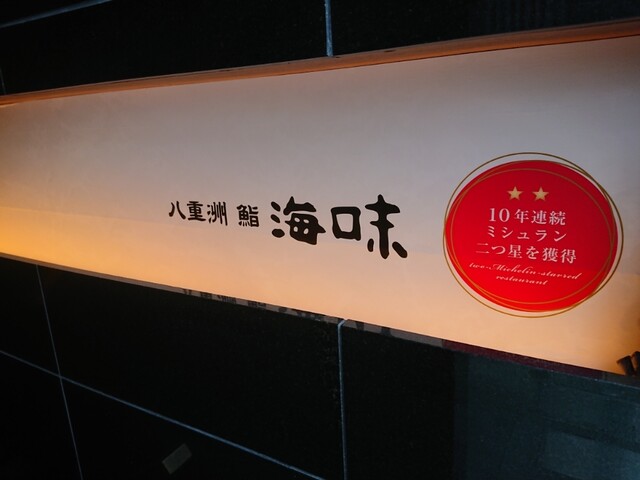 八重洲 鮨 海味
★★
10年連続
ミシュラン
二つ星を獲得
two-Michelin-starred
restaurant